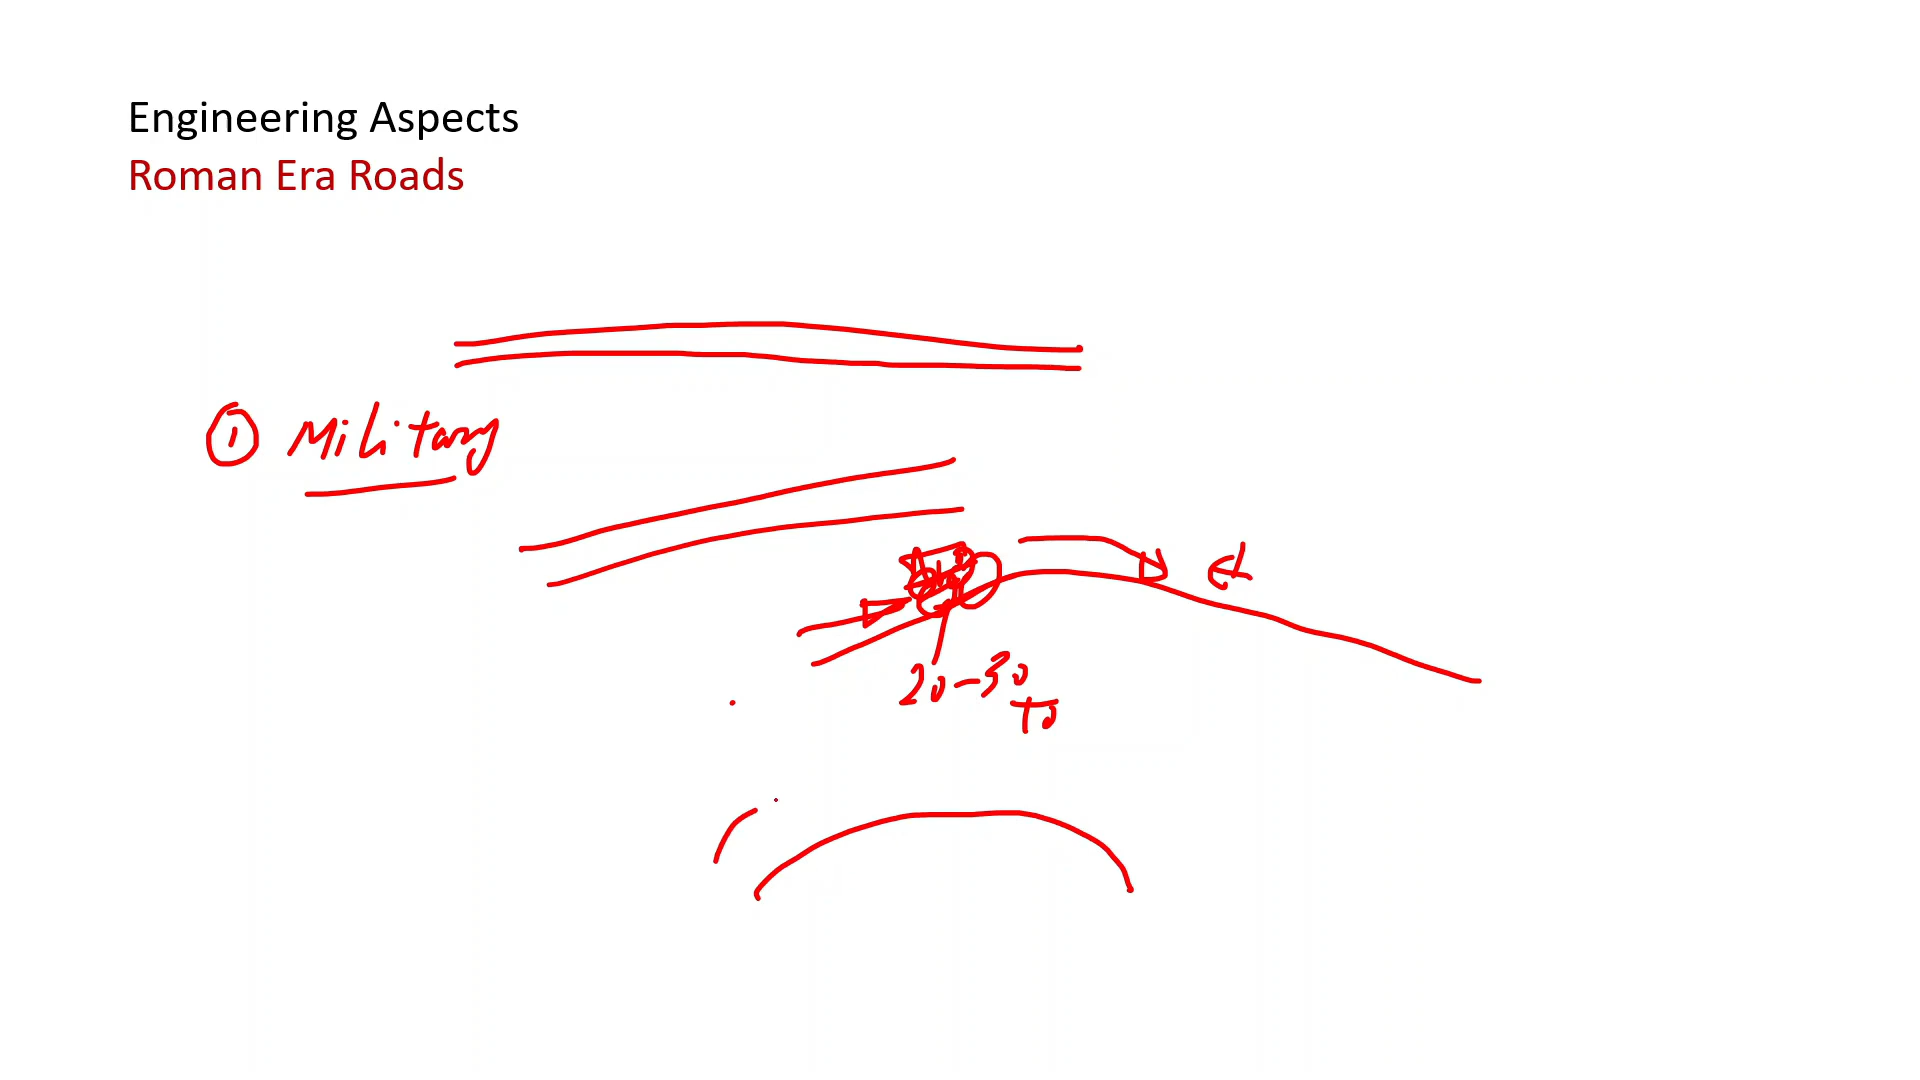 Engineering Aspects
Roman Era Roads
① Military
20-30